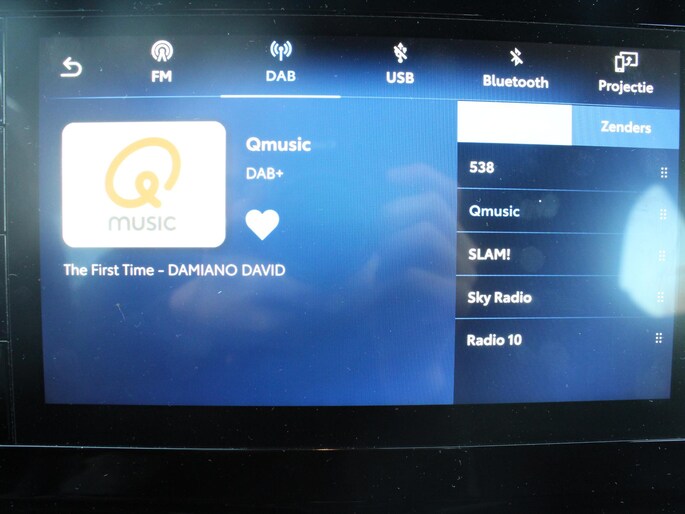 FM
DAB
USB
Bluetooth
Projectie
Zenders
MUSIC
Qmusic
DAB+
The First Time - DAMIANO DAVID
538
Qmusic
SLAM!
Sky Radio
Radio 10